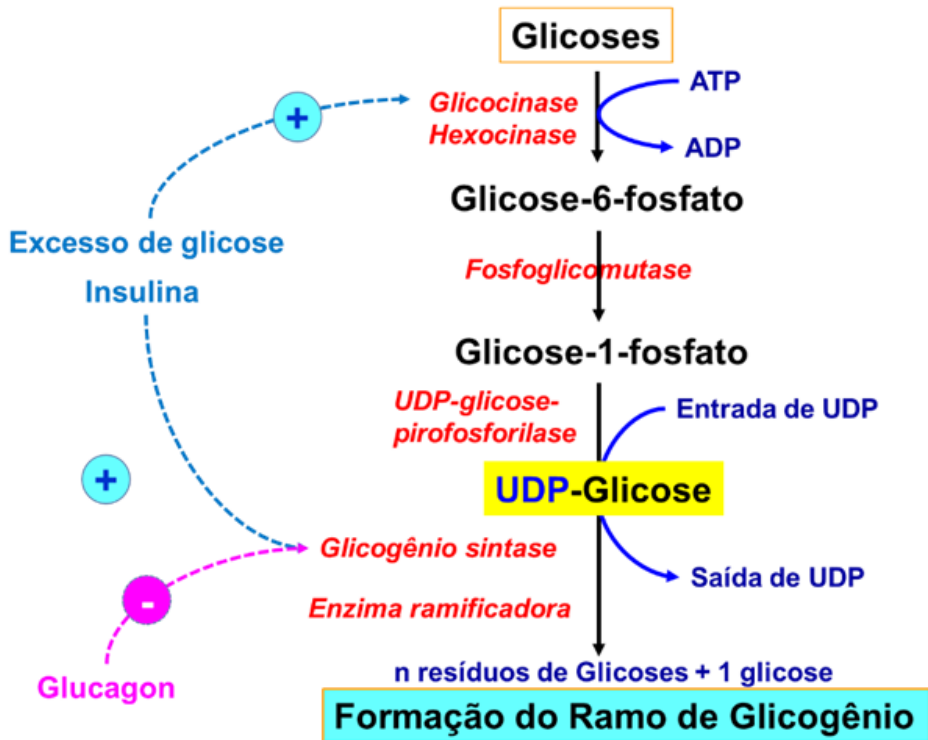 Glicoses
ATP
Glicocinase
Hexocinase
+
ADP
Glicose-6-fosfato
Excesso de glicose
Insulina
Fosfoglicomutase
Glicose-1-fosfato
UDP-glicose-
pirofosforilase
Entrada de UDP
+
UDP-Glicose
Glicogênio sintase
Saída de UDP
-
Enzima ramificadora
Glucagon
n resíduos de Glicoses + 1 glicose
Formação do Ramo de Glicogênio